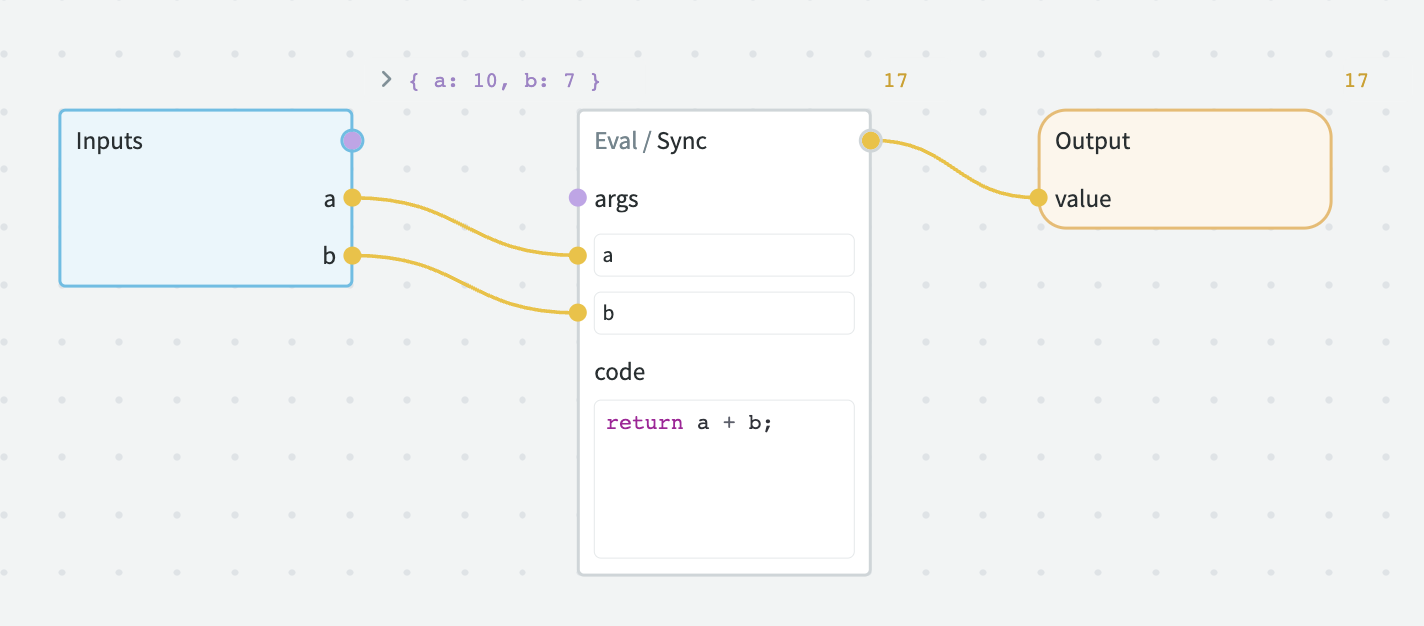 > { a: 10, b: 7 }
17
17
Inputs
a
b
Eval / Sync
args
a
b
code
return a + b;
Output
value